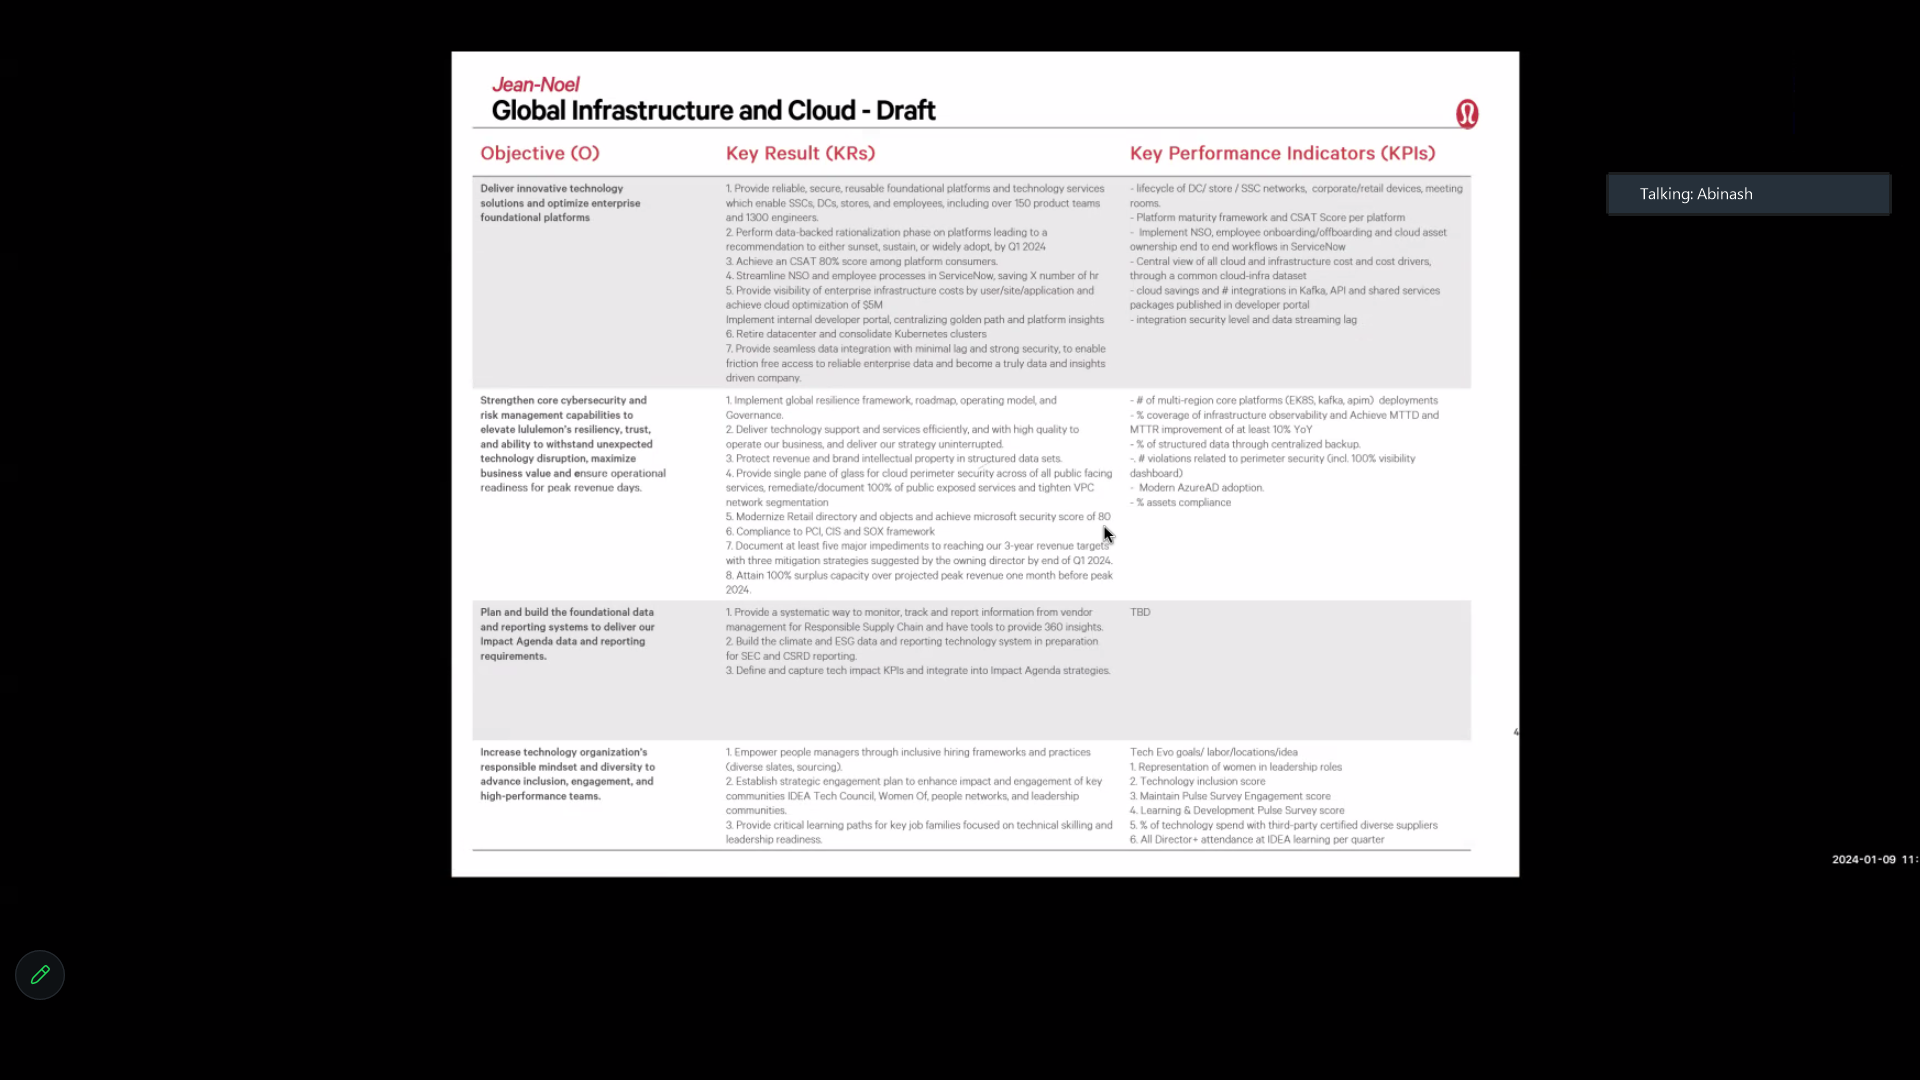 Jean-Noel
Global Infrastructure and Cloud - Draft
Objective (O)
Key Result (KRs)
Key Performance Indicators (KPIs)
Deliver innovative technology
solutions and optimize enterprise
foundational platforms
1. Provide reliable, secure, reusable foundational platforms and technology services
which enable SSCs, DCs, stores, and employees, including over 150 product teams
and 1300 engineers.
2. Perform data-backed rationalization phase on platforms leading to a
recommendation to either sunset, sustain, or widely adopt, by Q1 2024
3. Achieve an CSAT 80% score among platform consumers.
4. Streamline NSO and employee processes in ServiceNow, saving X number of hr
5. Provide visibility of enterprise infrastructure costs by user/site/application and
achieve cloud optimization of $5M
Implement internal developer portal, centralizing golden path and platform insights
6. Retire datacenter and consolidate Kubernetes clusters
7. Provide seamless data integration with minimal lag and strong security, to enable
friction free access to reliable enterprise data and become a truly data and insights
driven company.
- lifecycle of DC/ store / SSC networks, corporate/retail devices, meeting
rooms.
- Platform maturity framework and CSAT Score per platform
- Implement NSO, employee onboarding/offboarding and cloud asset
ownership end to end workflows in ServiceNow
- Central view of all cloud and infrastructure cost and cost drivers,
through a common cloud-infra dataset
- cloud savings and # integrations in Kafka, API and shared services
packages published in developer portal
- integration security level and data streaming lag
Strengthen core cybersecurity and
risk management capabilities to
elevate lululemon's resiliency, trust,
and ability to withstand unexpected
technology disruption, maximize
business value and ensure operational
readiness for peak revenue days.
1. Implement global resilience framework, roadmap, operating model, and
Governance.
2. Deliver technology support and services efficiently, and with high quality to
operate our business, and deliver our strategy uninterrupted.
3. Protect revenue and brand intellectual property in structured data sets.
4. Provide single pane of glass for cloud perimeter security across of all public facing
services, remediate/document 100% of public exposed services and tighten VPC
network segmentation
5. Modernize Retail directory and objects and achieve microsoft security score of 80
6. Compliance to PCI, CIS and SOX framework
7. Document at least five major impediments to reaching our 3-year revenue targets
with three mitigation strategies suggested by the owning director by end of Q1 2024.
8. Attain 100% surplus capacity over projected peak revenue one month before peak
2024.
- # of multi-region core platforms (EK8S, kafka, apim) deployments
- % coverage of infrastructure observability and Achieve MTTD and
MTTR improvement of at least 10% YoY
- % of structured data through centralized backup.
-. # violations related to perimeter security (incl. 100% visibility
dashboard)
- Modern AzureAD adoption.
- % assets compliance
Plan and build the foundational data
and reporting systems to deliver our
Impact Agenda data and reporting
requirements.
1. Provide a systematic way to monitor, track and report information from vendor
management for Responsible Supply Chain and have tools to provide 360 insights.
2. Build the climate and ESG data and reporting technology system in preparation
for SEC and CSRD reporting.
3. Define and capture tech impact KPIs and integrate into Impact Agenda strategies.
TBD
Increase technology organization's
responsible mindset and diversity to
advance inclusion, engagement, and
high-performance teams.
1. Empower people managers through inclusive hiring frameworks and practices
(diverse slates, sourcing).
2. Establish strategic engagement plan to enhance impact and engagement of key
communities IDEA Tech Council, Women Of, people networks, and leadership
communities.
3. Provide critical learning paths for key job families focused on technical skilling and
leadership readiness.
Tech Evo goals/ labor/locations/idea
1. Representation of women in leadership roles
2. Technology inclusion score
3. Maintain Pulse Survey Engagement score
4. Learning & Development Pulse Survey score
5. % of technology spend with third-party certified diverse suppliers
6. All Director+ attendance at IDEA learning per quarter
4
Talking: Abinash
2024-01-09 11: